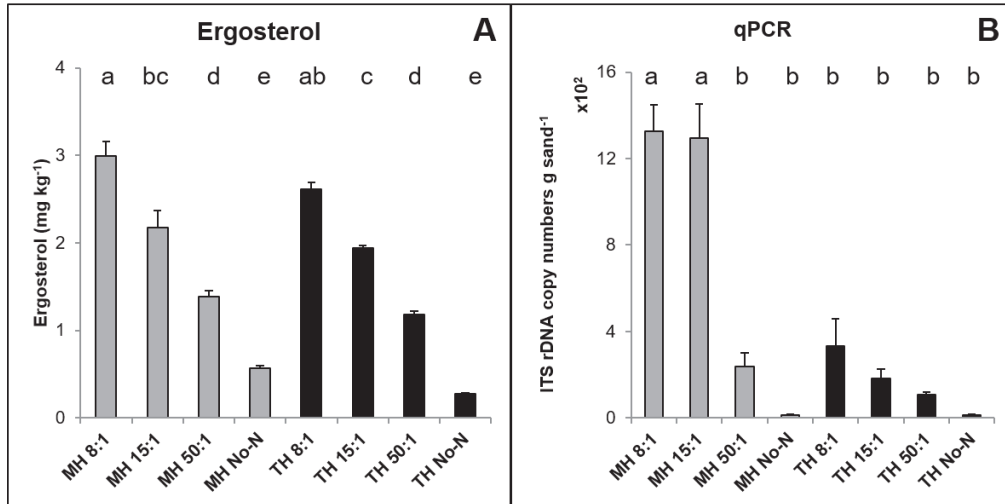 Ergosterol A
a bc d e ab c d e
Ergosterol (mg kg⁻¹)
4
3
2
1
0
MH 8:1 MH 15:1 MH 50:1 MH No-N TH 8:1 TH 15:1 TH 50:1 TH No-N
qPCR B
a a b b b b b b
ITS rDNA copy numbers g sand⁻¹
x10²
16
12
8
4
0
MH 8:1 MH 15:1 MH 50:1 MH No-N TH 8:1 TH 15:1 TH 50:1 TH No-N